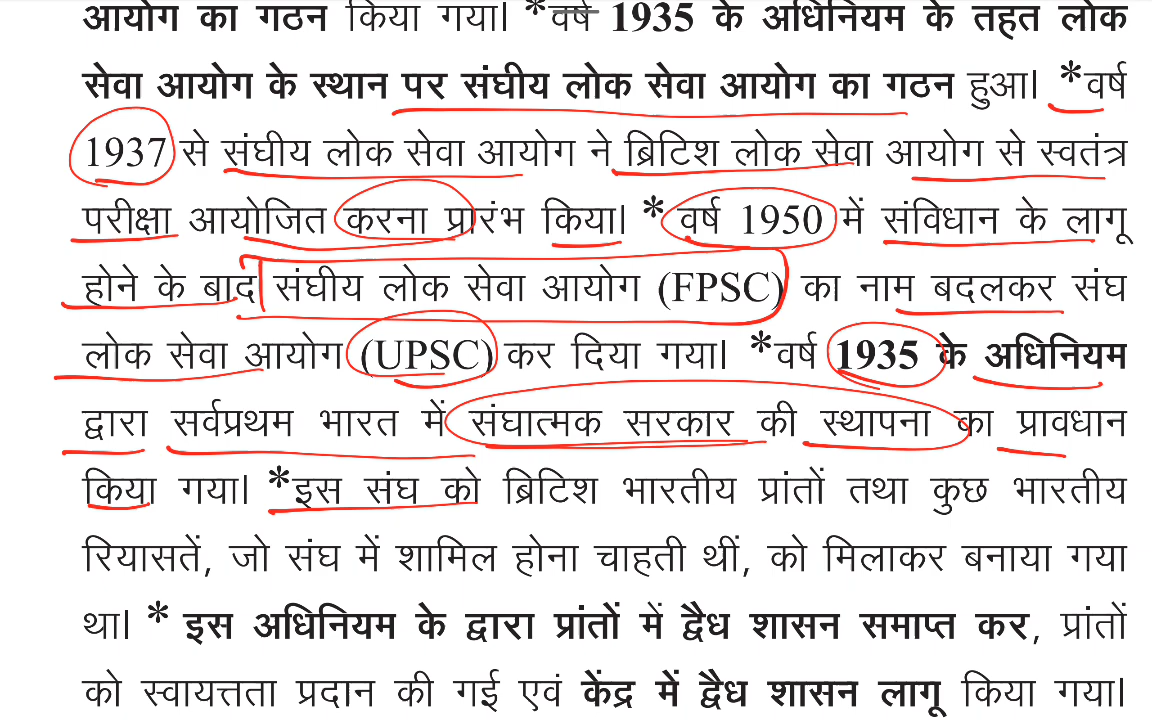 आयोग का गठन किया गया। *वर्ष 1935 के अधिनियम के तहत लोक
सेवा आयोग के स्थान पर संघीय लोक सेवा आयोग का गठन हुआ। *वर्ष
1937 से संघीय लोक सेवा आयोग ने ब्रिटिश लोक सेवा आयोग से स्वतंत्र
परीक्षा आयोजित करना प्रारंभ किया। * वर्ष 1950 में संविधान के लागू
होने के बाद संघीय लोक सेवा आयोग (FPSC) का नाम बदलकर संघ
लोक सेवा आयोग (UPSC) कर दिया गया। *वर्ष 1935 के अधिनियम
द्वारा सर्वप्रथम भारत में संघात्मक सरकार की स्थापना का प्रावधान
किया गया। *इस संघ को ब्रिटिश भारतीय प्रांतों तथा कुछ भारतीय
रियासतें, जो संघ में शामिल होना चाहती थीं, को मिलाकर बनाया गया
था। * इस अधिनियम के द्वारा प्रांतों में द्वैध शासन समाप्त कर, प्रांतों
को स्वायत्तता प्रदान की गई एवं केंद्र में द्वैध शासन लागू किया गया।